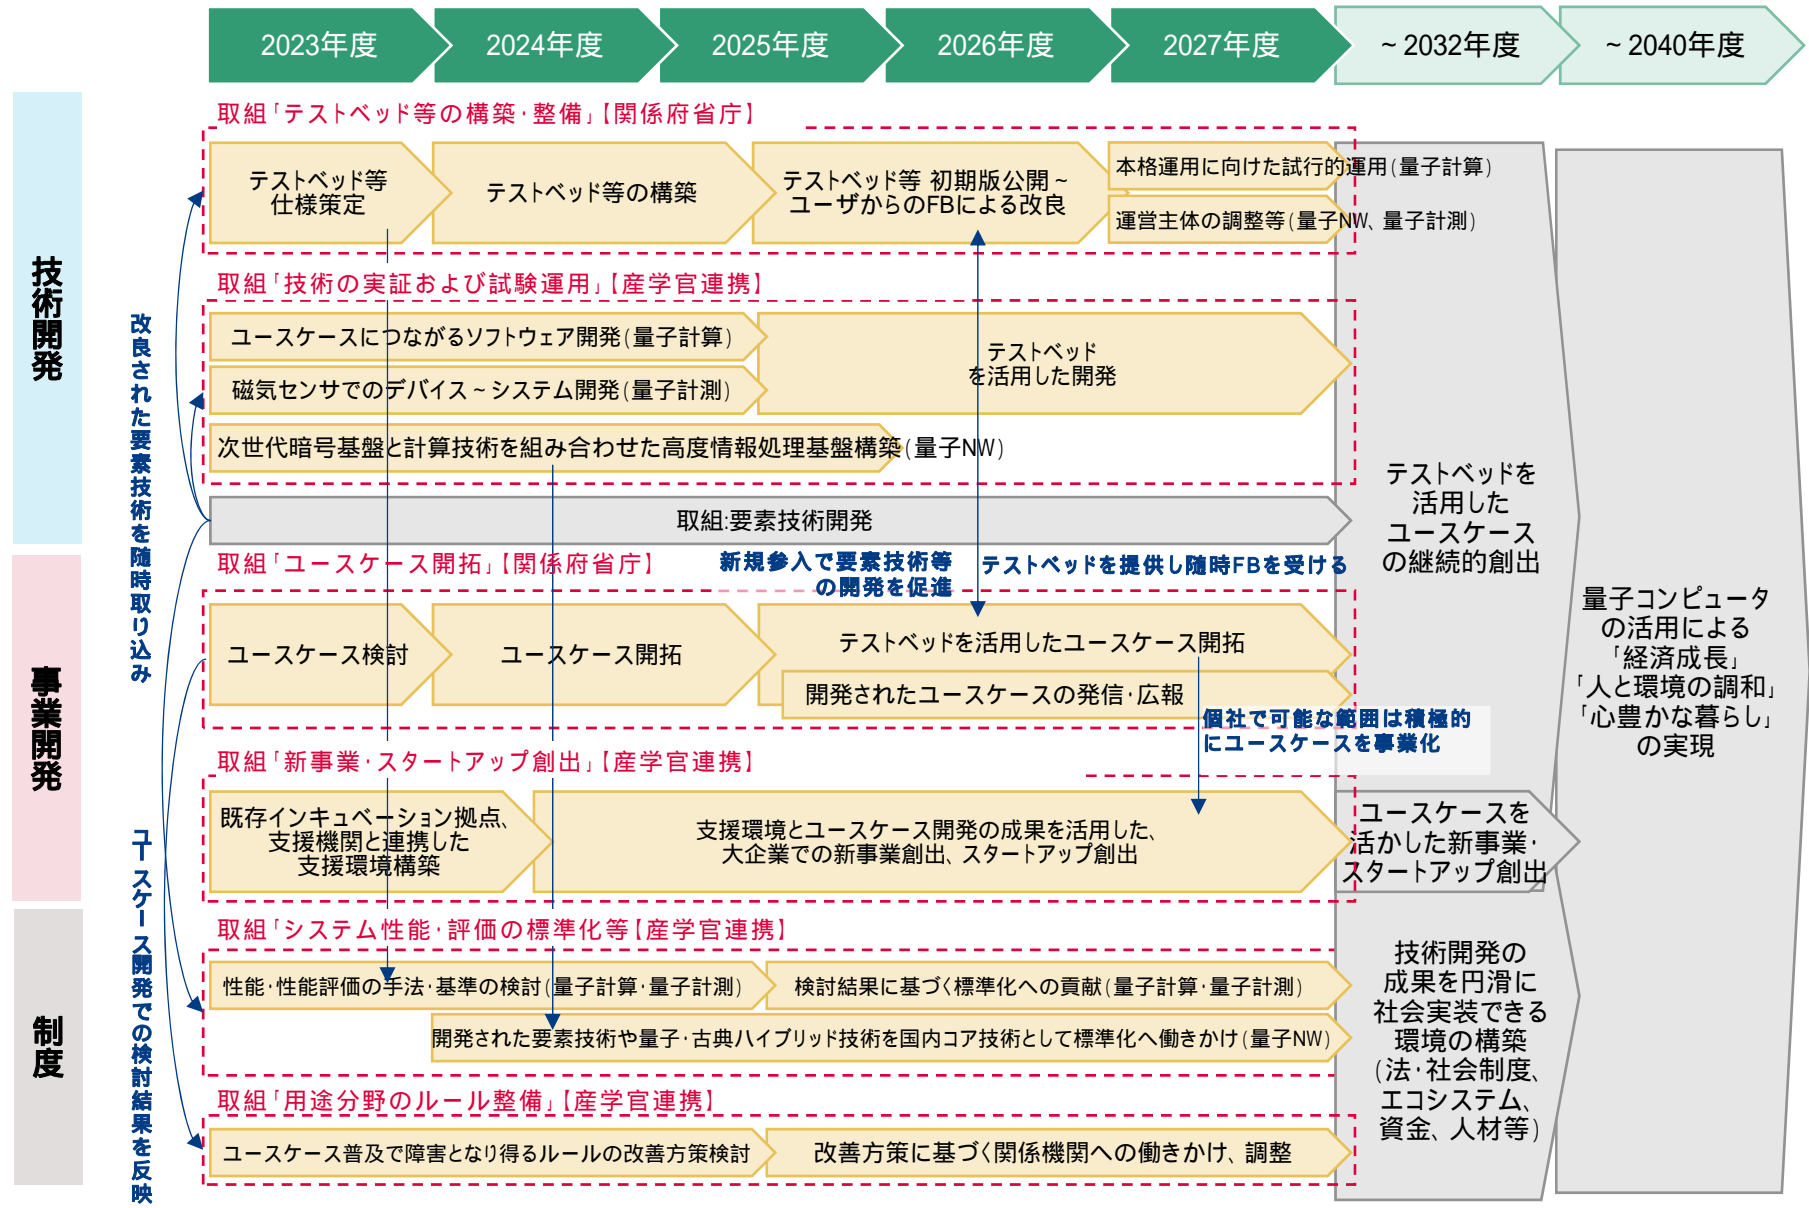 2023年度
2024年度
2025年度
2026年度
2027年度
~ 2032年度
~ 2040年度
技術開発
取組「テストベッド等の構築・整備」【関係府省庁】
テストベッド等
仕様策定
テストベッド等の構築
テストベッド等 初期版公開 ~
ユーザからのFBによる改良
本格運用に向けた試行的運用(量子計算)
運営主体の調整等(量子NW、量子計測)
取組「技術の実証および試験運用」【産学官連携】
ユースケースにつながるソフトウェア開発(量子計算)
磁気センサでのデバイス ~ システム開発(量子計測)
次世代暗号基盤と計算技術を組み合わせた高度情報処理基盤構築(量子NW)
テストベッド
を活用した開発
取組:要素技術開発
改良された要素技術を随時取り込み
テストベッドを
活用した
ユースケース
の継続的創出
事業開発
取組「ユースケース開拓」【関係府省庁】
新規参入で要素技術等
の開発を促進
テストベッドを提供し随時FBを受ける
ユースケース検討
ユースケース開拓
テストベッドを活用したユースケース開拓
開発されたユースケースの発信・広報
個社で可能な範囲は積極的
にユースケースを事業化
取組「新事業・スタートアップ創出」【産学官連携】
既存インキュベーション拠点、
支援機関と連携した
支援環境構築
支援環境とユースケース開発の成果を活用した、
大企業での新事業創出、スタートアップ創出
ユースケースを
活かした新事業・
スタートアップ創出
量子コンピュータ
の活用による
「経済成長」
「人と環境の調和」
「心豊かな暮らし」
の実現
ユースケース開発での検討結果を反映
制度
取組「システム性能・評価の標準化等【産学官連携】
性能・性能評価の手法・基準の検討(量子計算・量子計測)
検討結果に基づく標準化への貢献(量子計算・量子計測)
開発された要素技術や量子・古典ハイブリッド技術を国内コア技術として標準化へ働きかけ(量子NW)
取組「用途分野のルール整備」【産学官連携】
ユースケース普及で障害となり得るルールの改善方策検討
改善方策に基づく関係機関への働きかけ、調整
技術開発の
成果を円滑に
社会実装できる
環境の構築
(法・社会制度、
エコシステム、
資金、人材等)